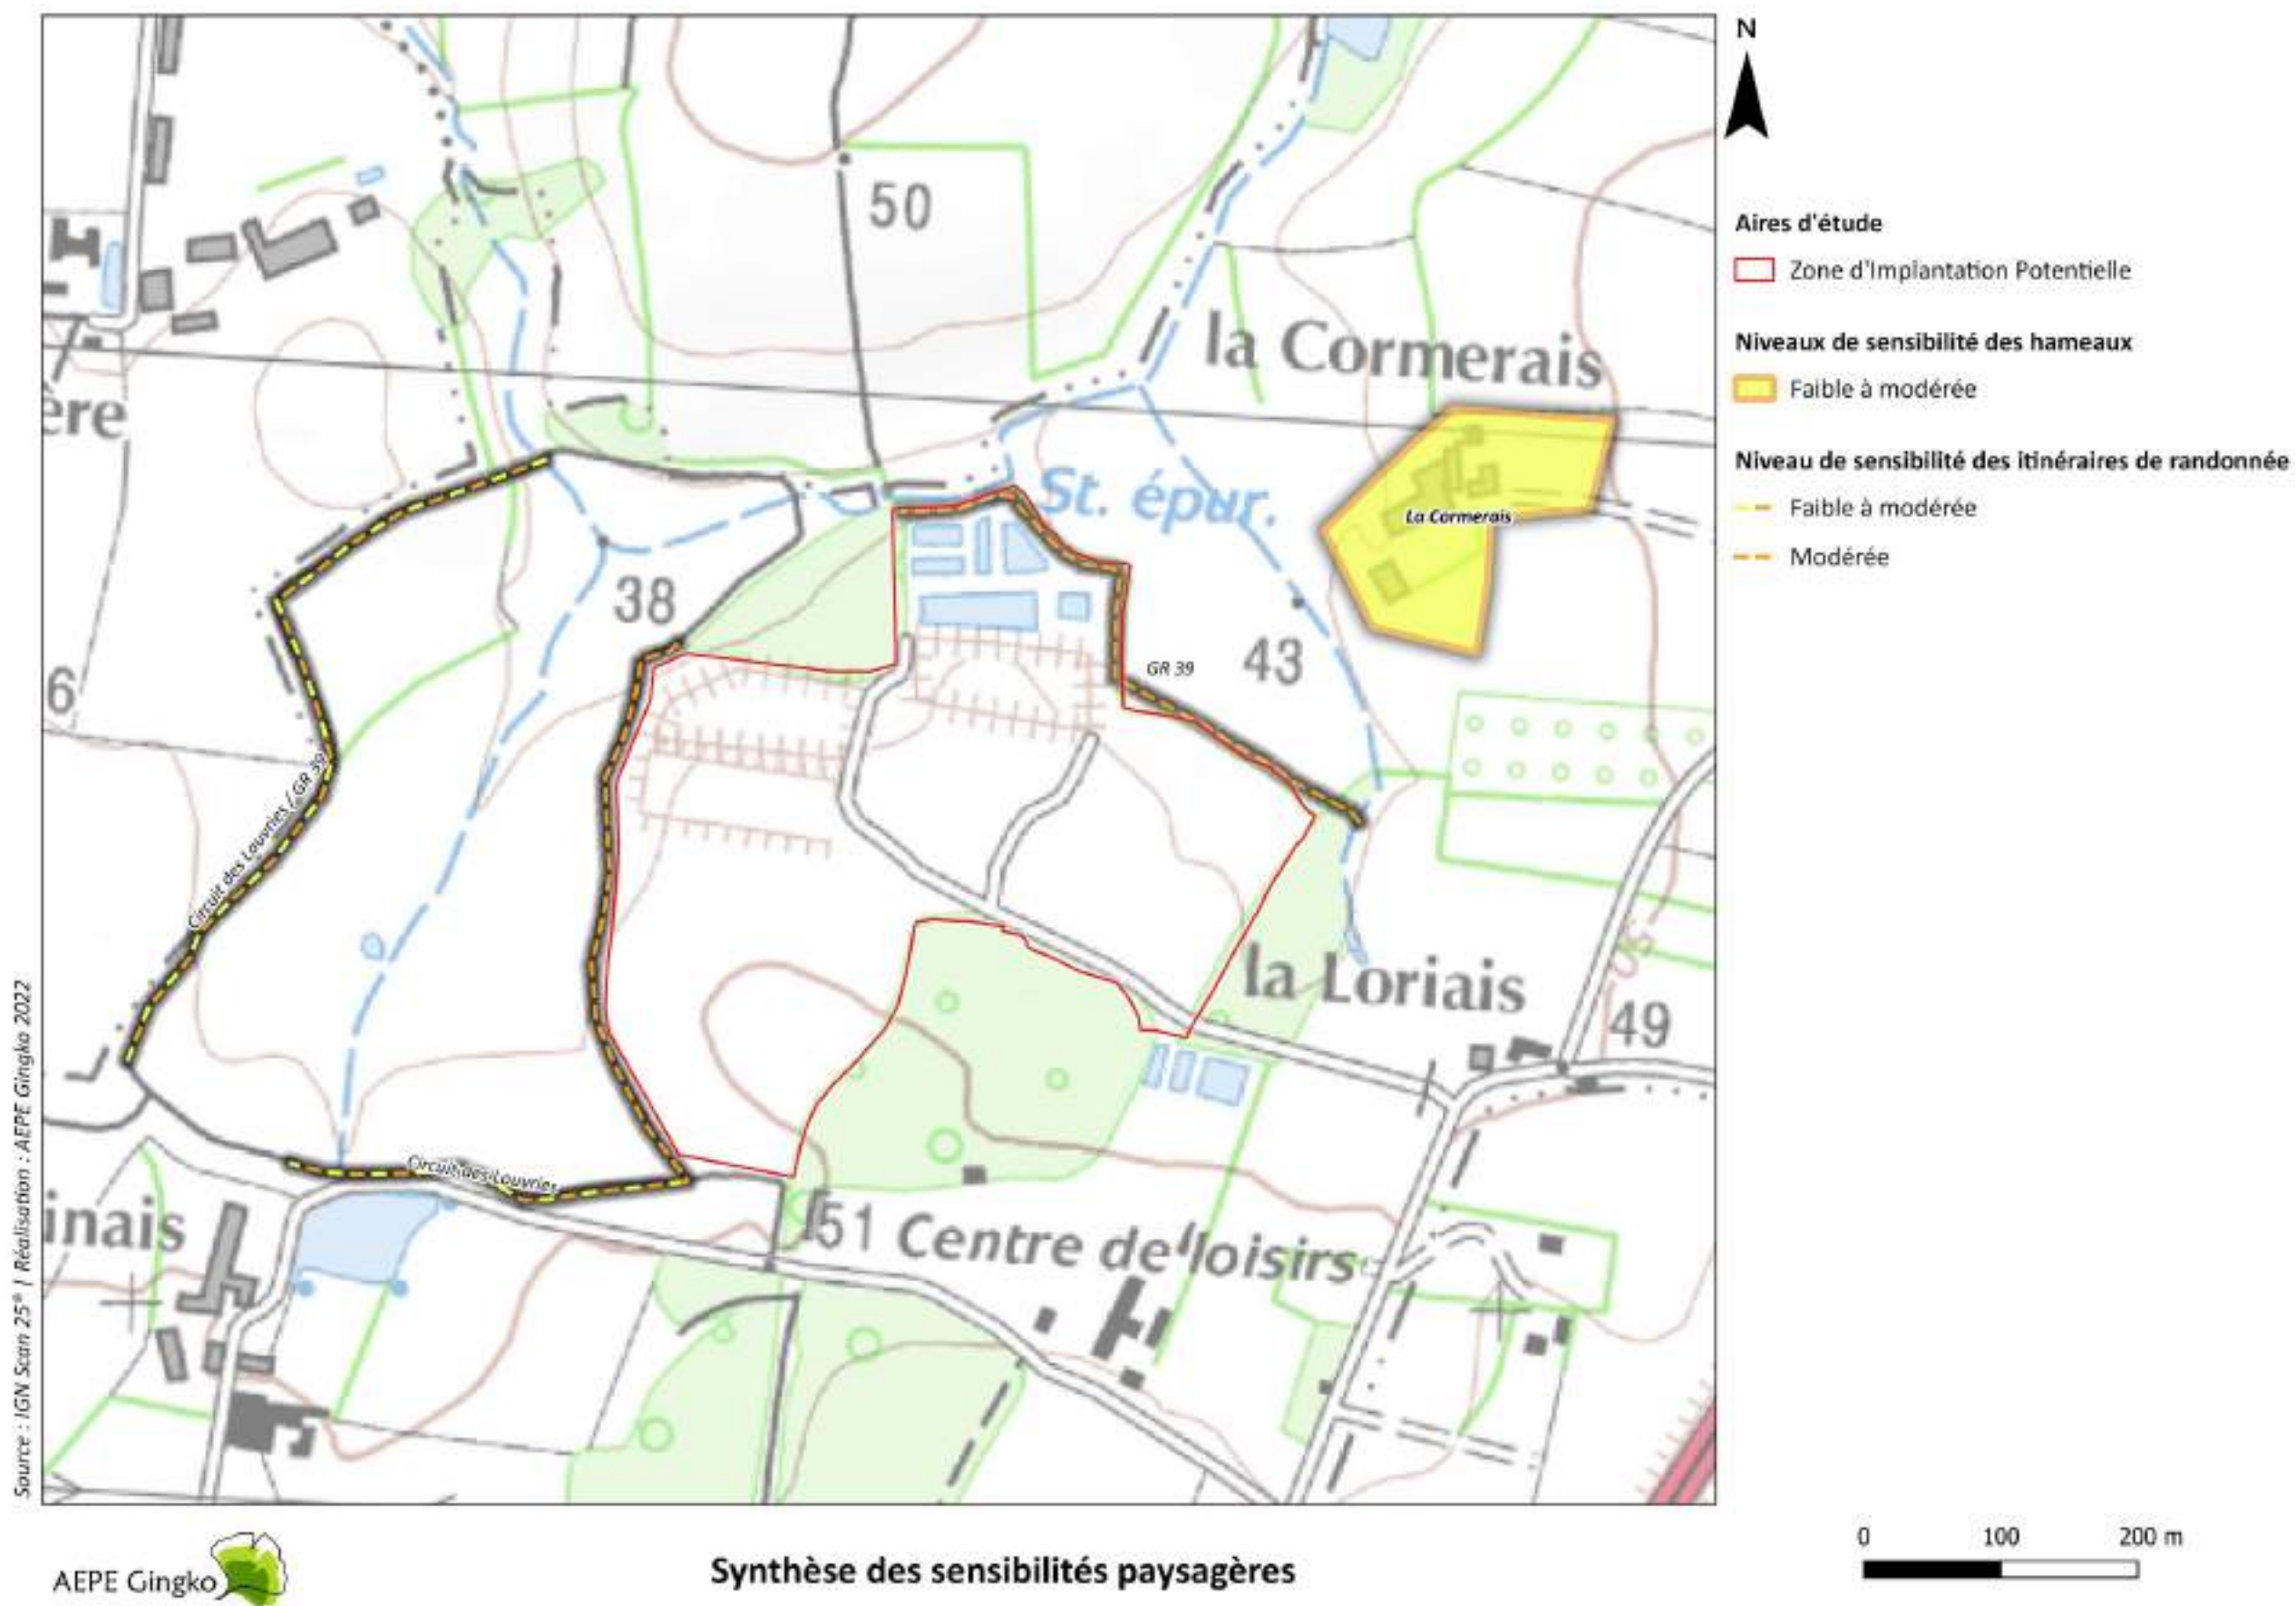 N
Aires d'étude
Zone d'Implantation Potentielle
Niveaux de sensibilité des hameaux
Faible à modérée
Niveau de sensibilité des itinéraires de randonnée
Faible à modérée
Modérée
50
la Cormerais
ère
St. épur.
La Cormerais
38
43
GR 39
6
Circuit des Louvries / GR 39
la Loriais
50
49
Circuit des Louvries
inais
51
Centre de loisirs
Source : IGN Scan 25® I Réalisation : AEPE Gingko 2022
AEPE Gingko
Synthèse des sensibilités paysagères
0 100 200 m